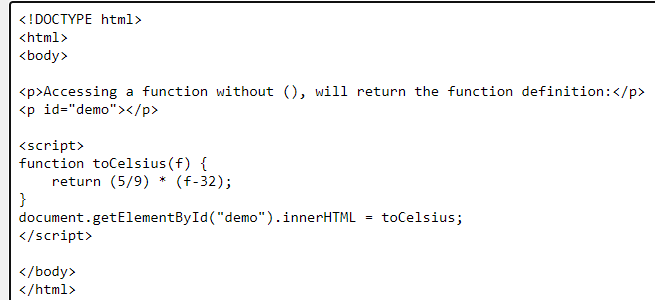 <!DOCTYPE html>
<html>
<body>
<p>Accessing a function without (), will return the function definition:</p>
<p id="demo"></p>
<script>
function toCelsius(f) {
    return (5/9) * (f-32);
}
document.getElementById("demo").innerHTML = toCelsius;
</script>
</body>
</html>